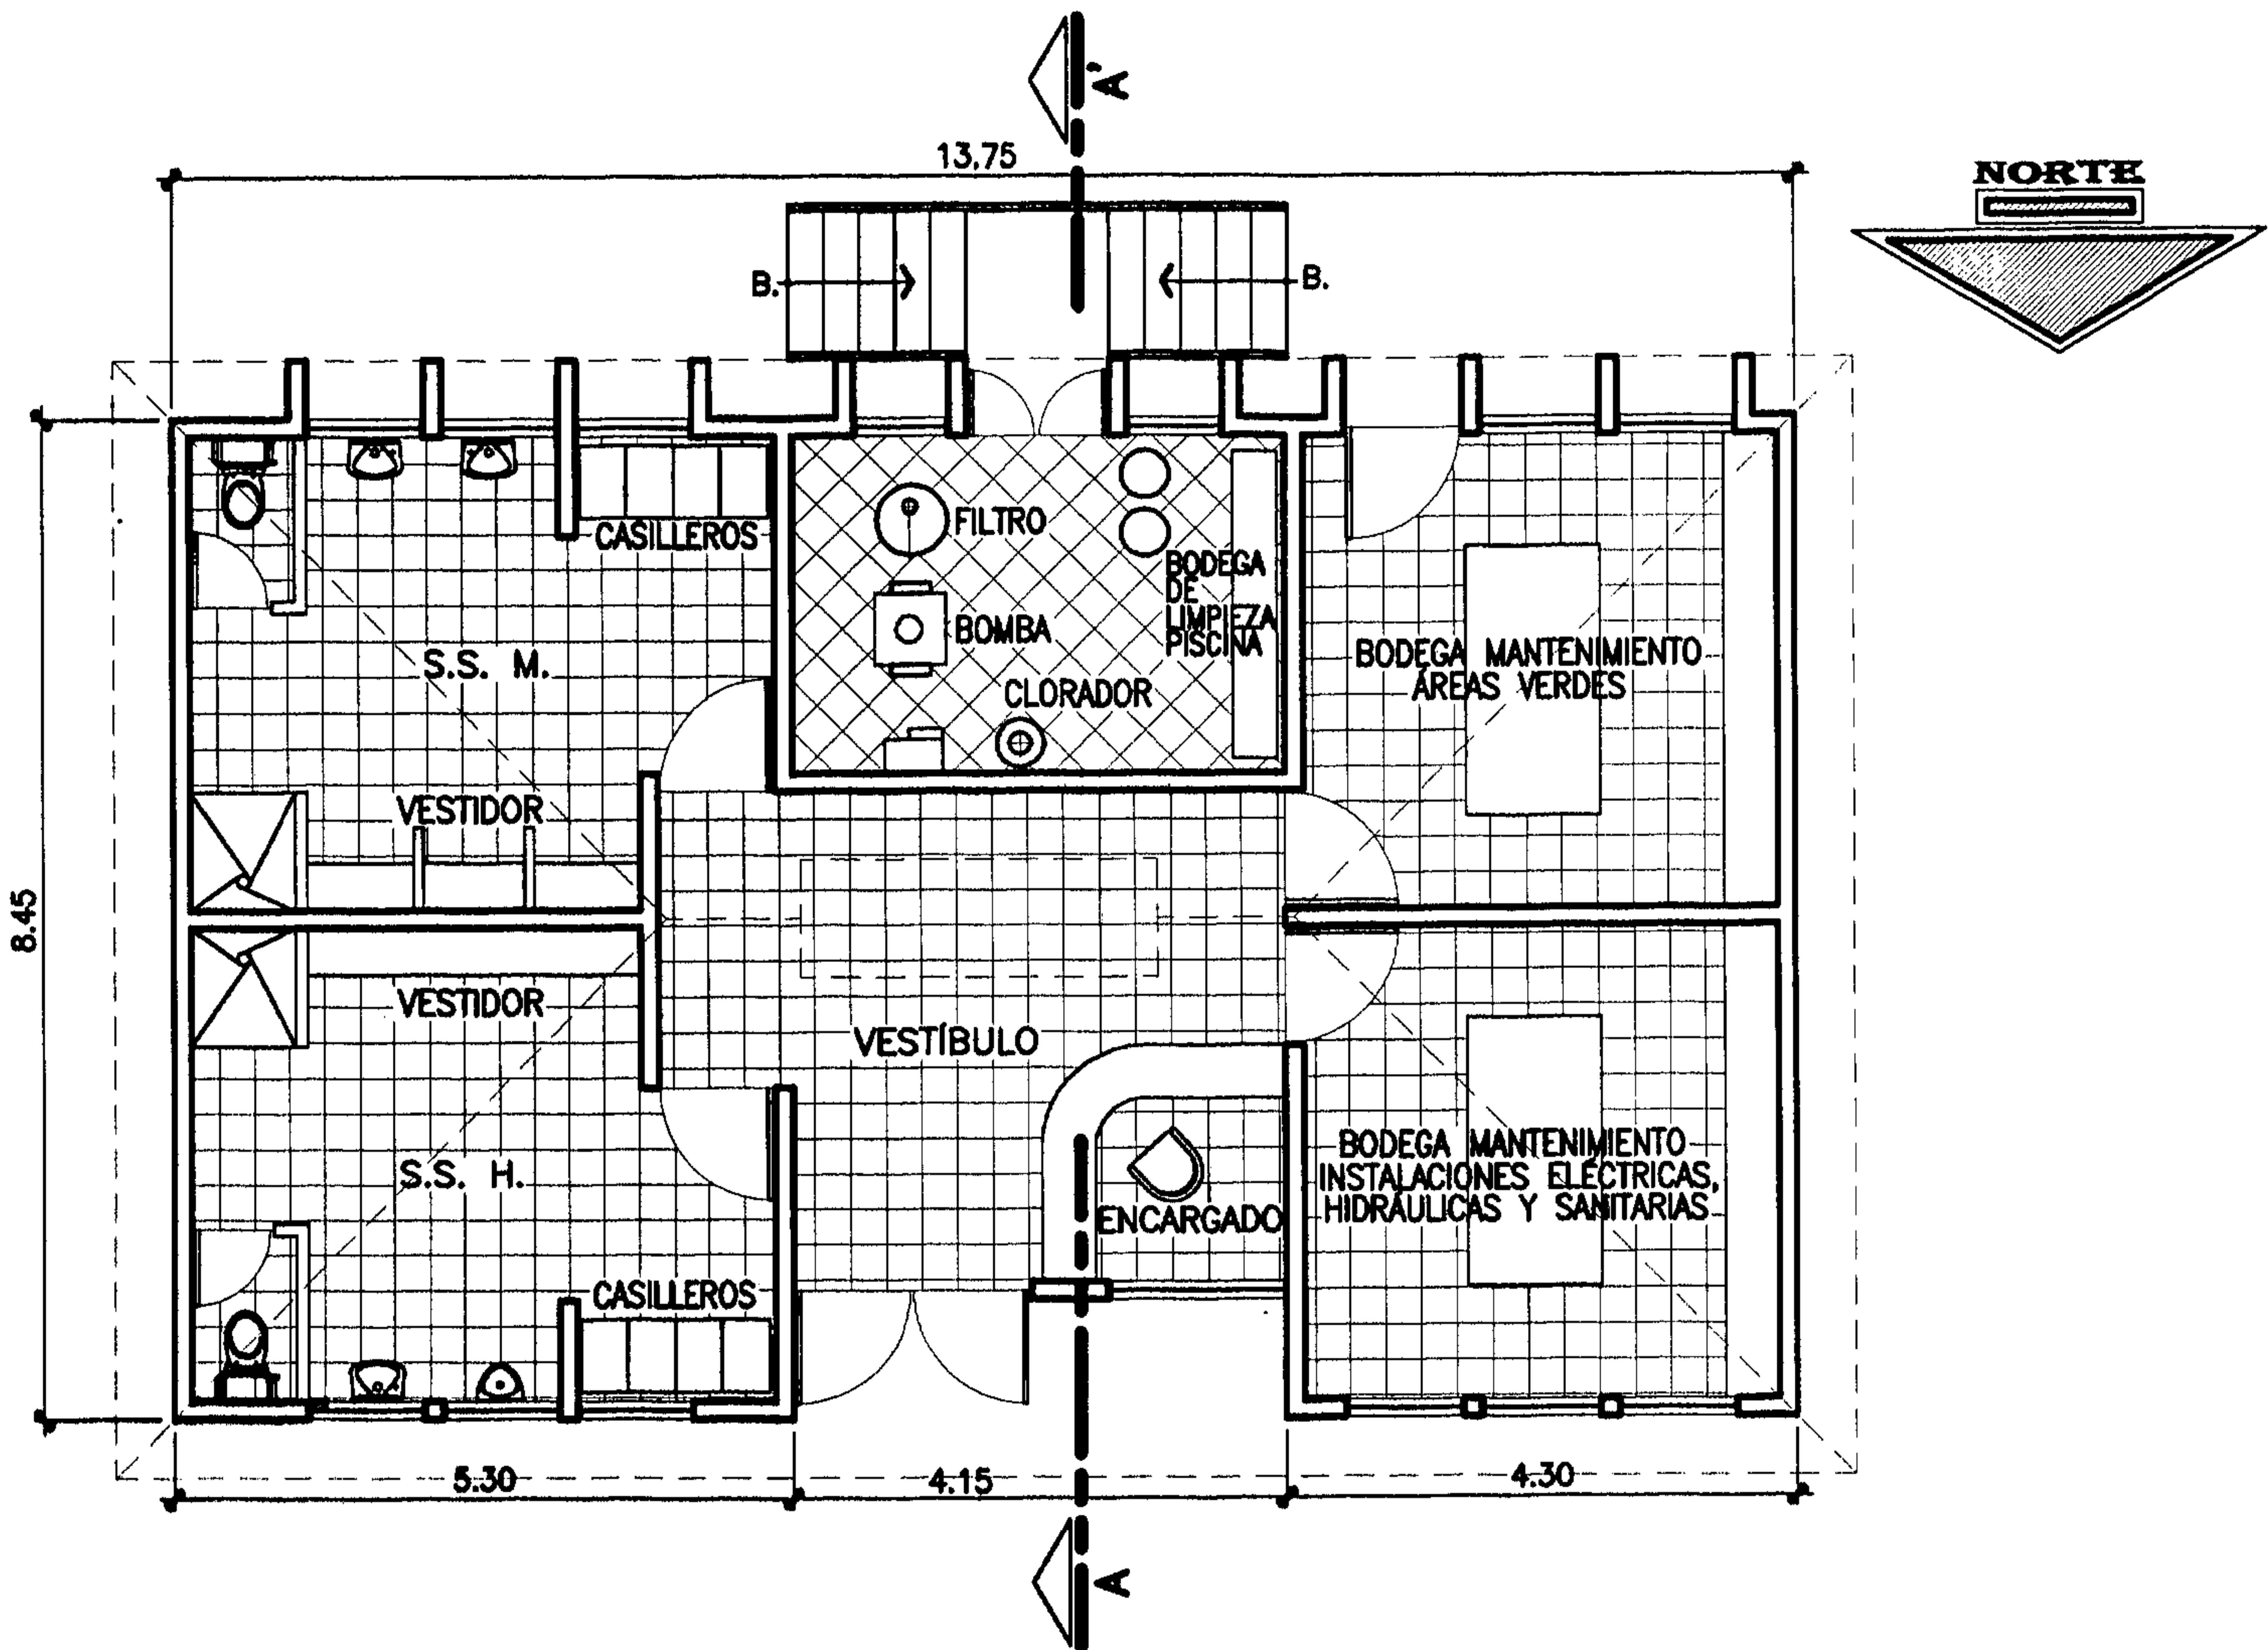 A'
13.75
NORTE
B.
B.
CASILLEROS
FILTRO
BODEGA
DE
LIMPIEZA
PISCINA
BOMBA
S.S. M.
BODEGA MANTENIMIENTO
ÁREAS VERDES
CLORADOR
VESTIDOR
8.45
VESTIDOR
VESTÍBULO
S.S. H.
BODEGA MANTENIMIENTO
INSTALACIONES ELÉCTRICAS,
HIDRÁULICAS Y SANITARIAS
ENCARGADO
CASILLEROS
5.30
4.15
4.30
A